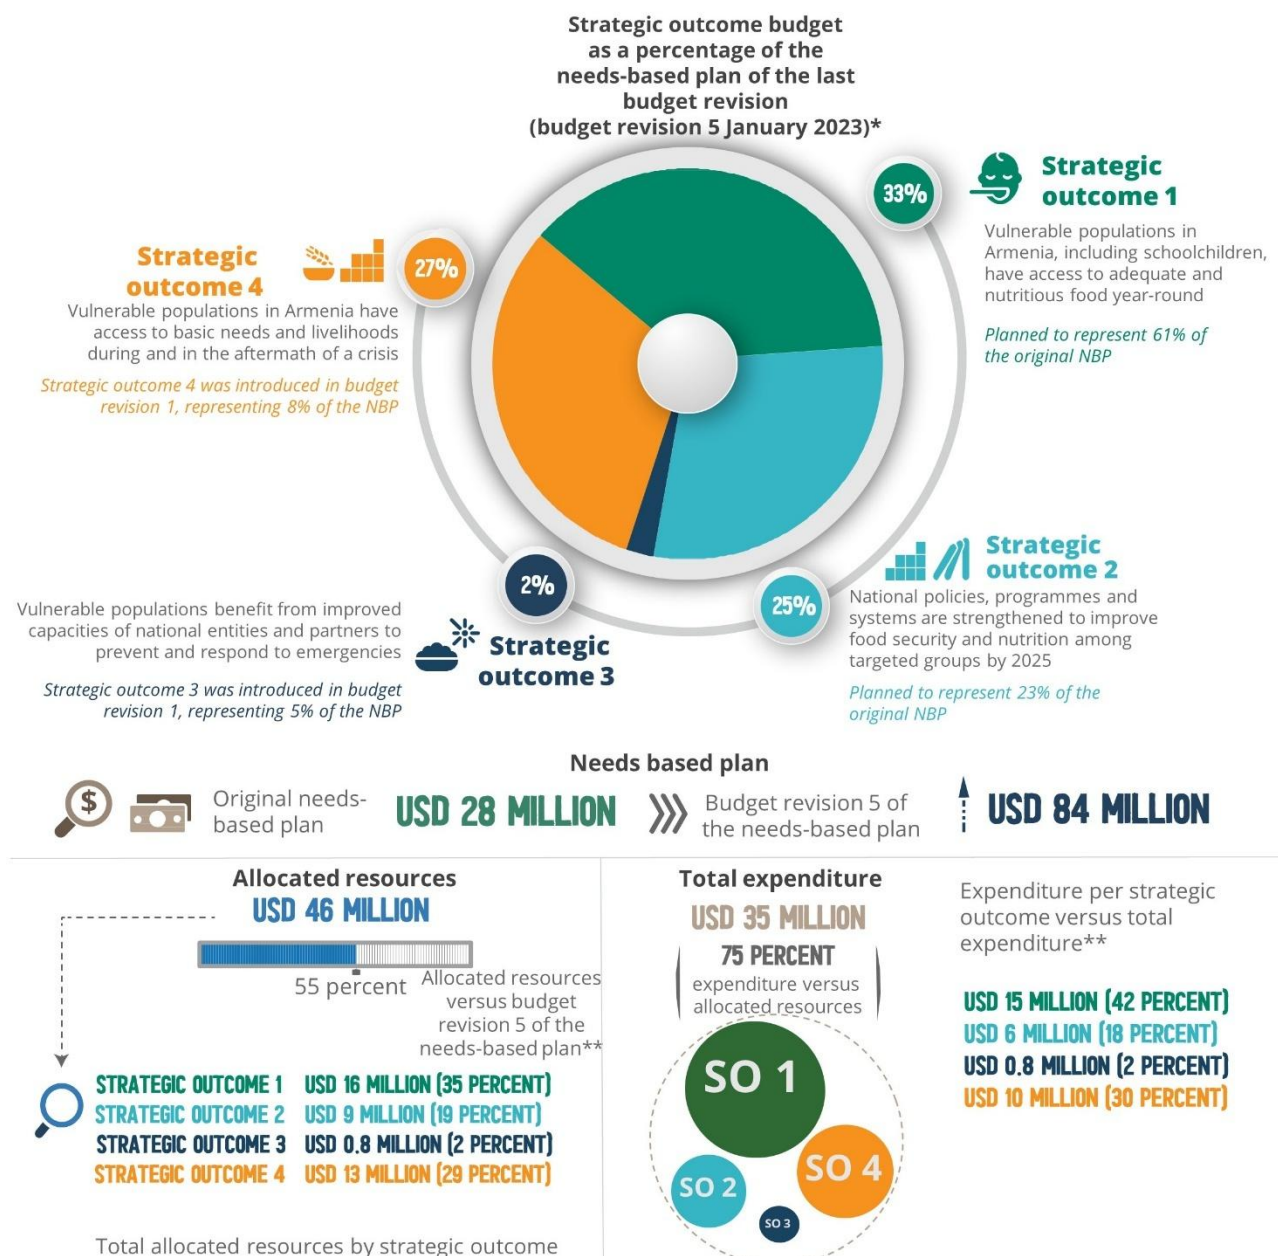 Strategic outcome budget
as a percentage of the
needs-based plan of the last
budget revision
(budget revision 5 January 2023)*
33%
Strategic
outcome 1
Vulnerable populations in
Armenia, including schoolchildren,
have access to adequate and
nutritious food year-round
Planned to represent 61% of
the original NBP
27%
Strategic
outcome 4
Vulnerable populations in Armenia have
access to basic needs and livelihoods
during and in the aftermath of a crisis
Strategic outcome 4 was introduced in budget
revision 1, representing 8% of the NBP
2%
Strategic
outcome 3
Vulnerable populations benefit from improved
capacities of national entities and partners to
prevent and respond to emergencies
Strategic outcome 3 was introduced in budget
revision 1, representing 5% of the NBP
25%
Strategic
outcome 2
National policies, programmes and
systems are strengthened to improve
food security and nutrition among
targeted groups by 2025
Planned to represent 23% of the
original NBP
Needs based plan
$
Original needs-
based plan
USD 28 MILLION
Budget revision 5 of
the needs-based plan
USD 84 MILLION
Allocated resources
USD 46 MILLION
55 percent
Allocated resources
versus budget
revision 5 of the
needs-based plan**
STRATEGIC OUTCOME 1 USD 16 MILLION (35 PERCENT)
STRATEGIC OUTCOME 2 USD 9 MILLION (19 PERCENT)
STRATEGIC OUTCOME 3 USD 0.8 MILLION (2 PERCENT)
STRATEGIC OUTCOME 4 USD 13 MILLION (29 PERCENT)
Total allocated resources by strategic outcome
Total expenditure
USD 35 MILLION
75 PERCENT
expenditure versus
allocated resources
SO 1
SO 4
SO 2
SO 3
Expenditure per strategic
outcome versus total
expenditure**
USD 15 MILLION (42 PERCENT)
USD 6 MILLION (18 PERCENT)
USD 0.8 MILLION (2 PERCENT)
USD 10 MILLION (30 PERCENT)